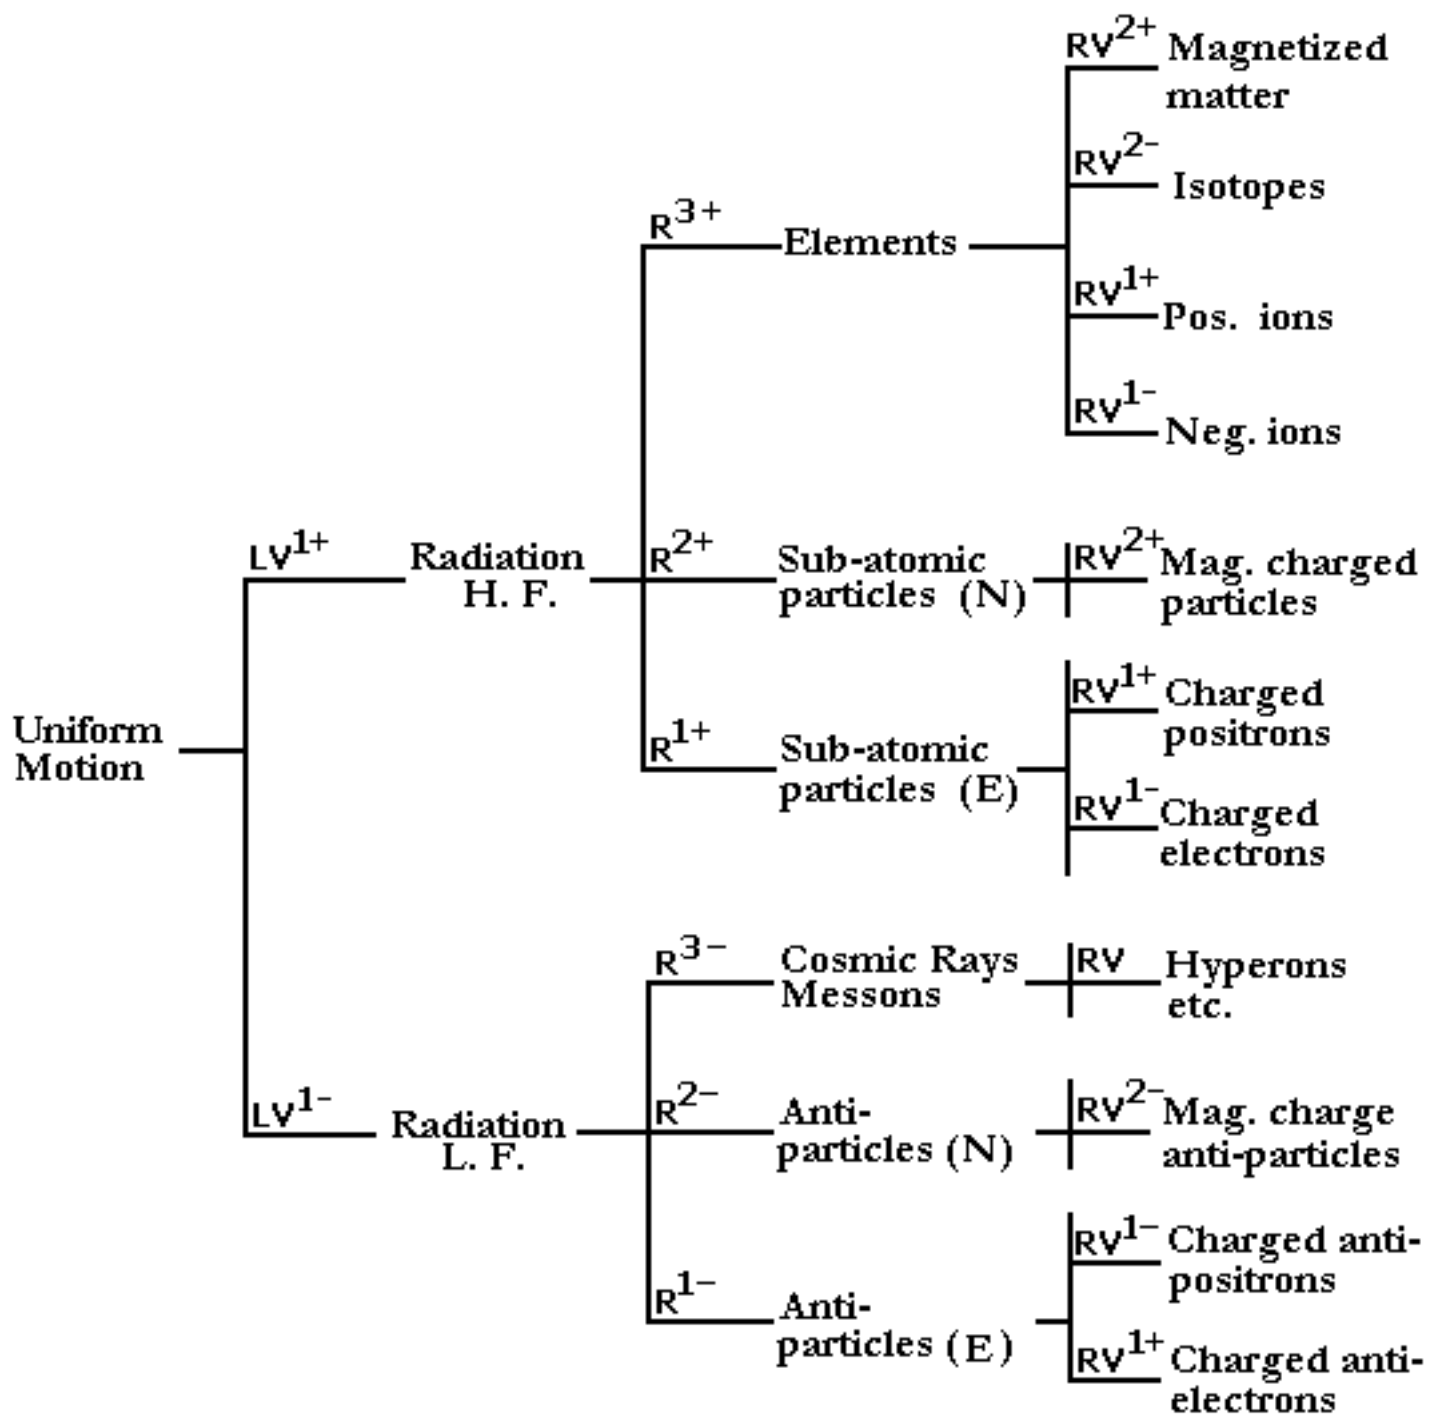 RV2+ Magnetized
matter
RV2- Isotopes
R3+ Elements
RV1+ Pos. ions
RV1- Neg. ions
LV1+ Radiation
H. F.
R2+ Sub-atomic
particles (N)
RV2+ Mag. charged
particles
RV1+ Charged
positrons
Uniform
Motion
R1+ Sub-atomic
particles (E)
RV1- Charged
electrons
R3- Cosmic Rays
Messons
RV Hyperons
etc.
LV1- Radiation
L. F.
R2- Anti-
particles (N)
RV2- Mag. charge
anti-particles
RV1- Charged anti-
positrons
R1- Anti-
particles (E)
RV1+ Charged anti-
electrons